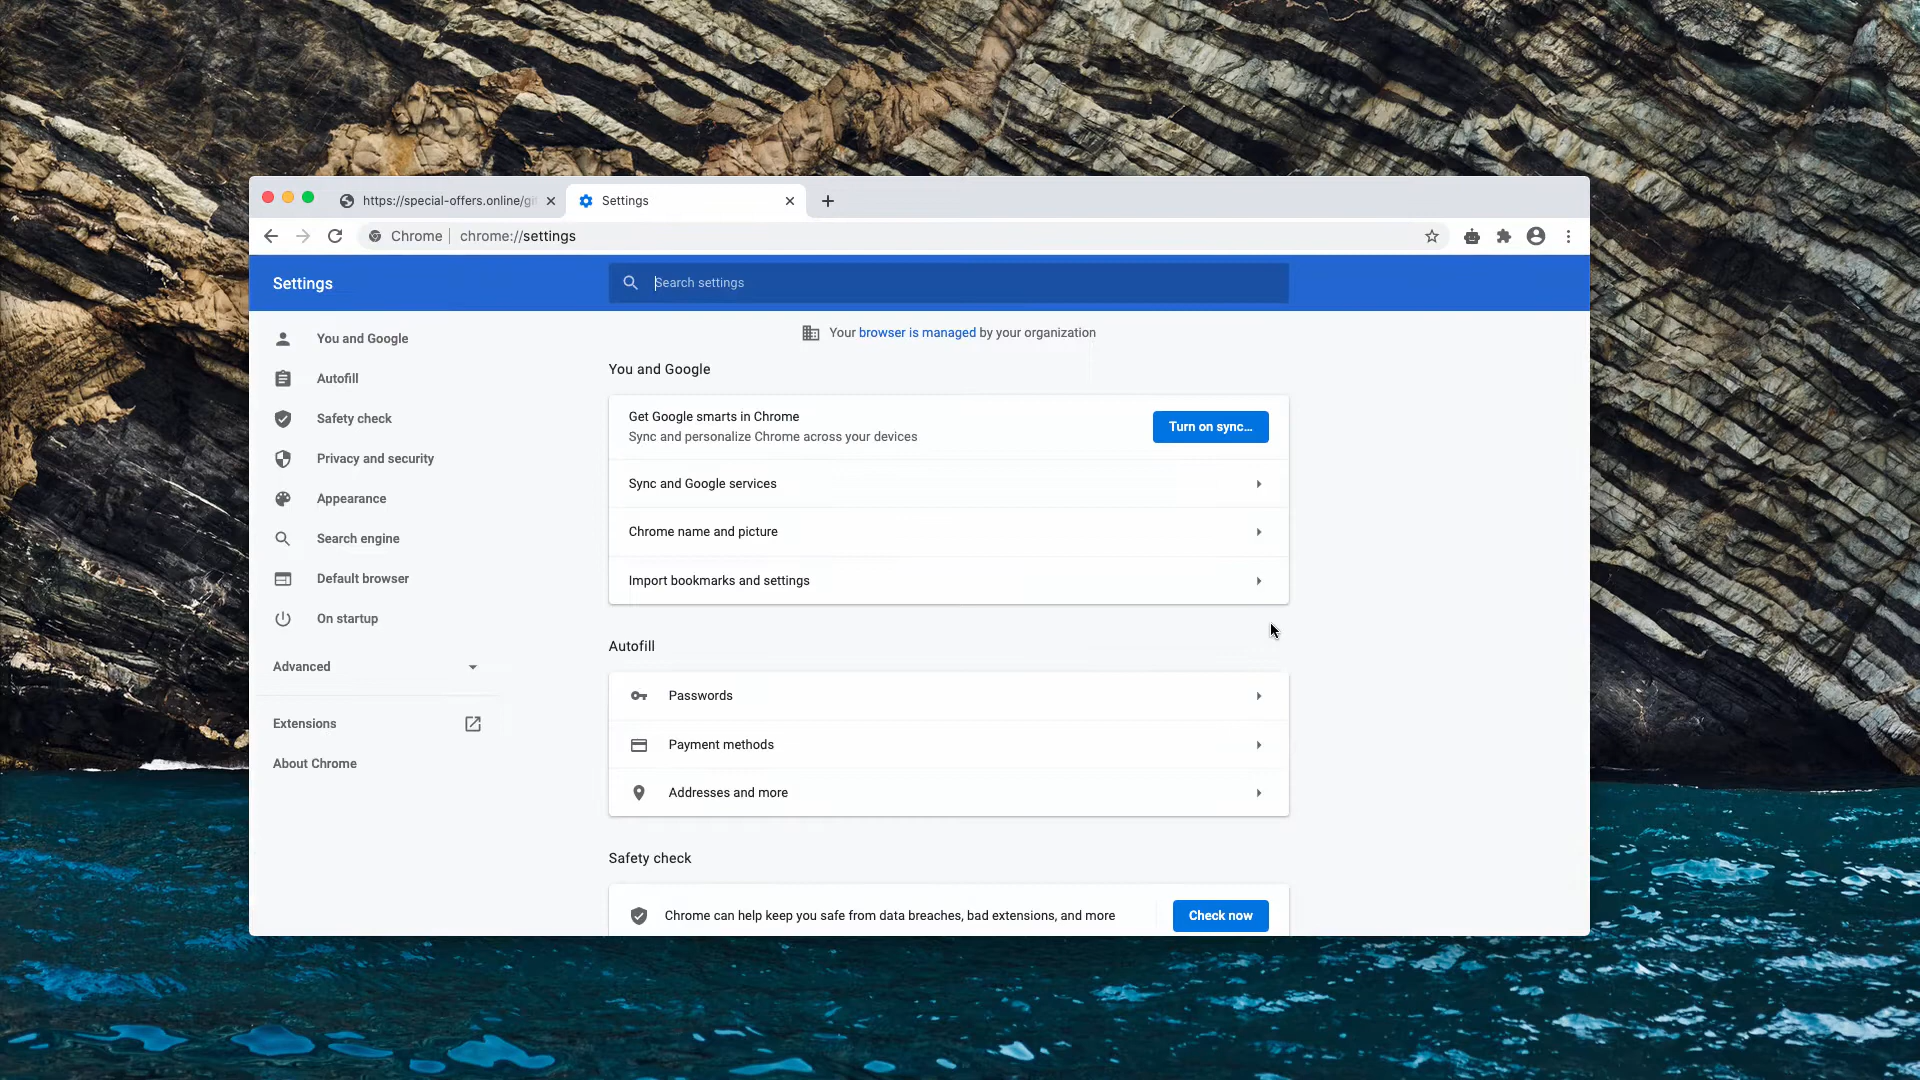 https://special-offers.online/gi
Settings
Chrome
chrome://settings
Settings
Search settings
Your browser is managed by your organization
You and Google
Autofill
Safety check
Privacy and security
Appearance
Search engine
Default browser
On startup
Advanced
Extensions
About Chrome
You and Google
Get Google smarts in Chrome
Sync and personalize Chrome across your devices
Turn on sync...
Sync and Google services
Chrome name and picture
Import bookmarks and settings
Autofill
Passwords
Payment methods
Addresses and more
Safety check
Chrome can help keep you safe from data breaches, bad extensions, and more
Check now